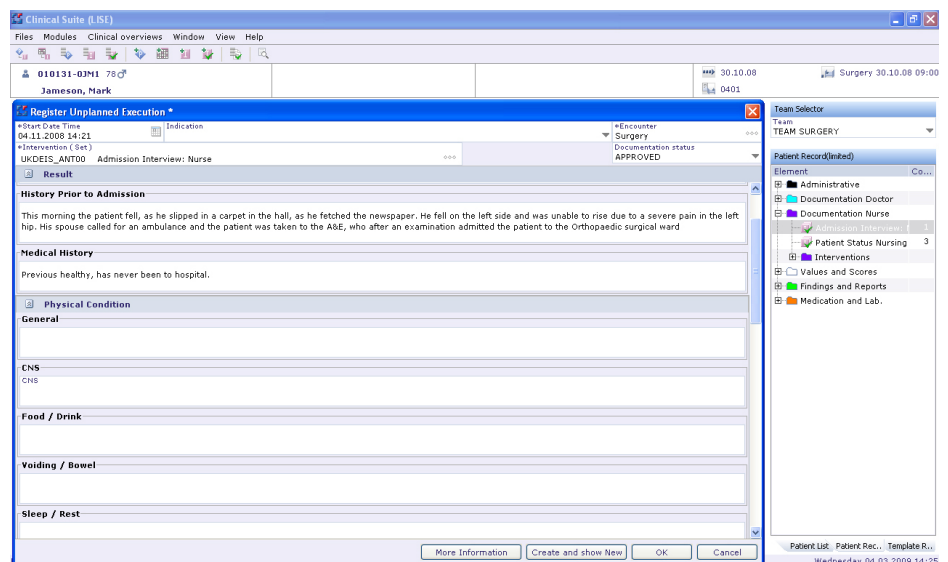 Clinical Suite (LISE)
Files Modules Clinical overviews Window View Help
010131-0JM1 78♂
Jameson, Mark
30.10.08
0401
Surgery 30.10.08 09:00
Register Unplanned Execution *
*Start Date Time
04.11.2008 14:21
Indication
*Encounter
Surgery
*Intervention ( Set )
UKDEIS_ANT00 Admission Interview: Nurse
Documentation status
APPROVED
Result
History Prior to Admission
This morning the patient fell, as he slipped in a carpet in the hall, as he fetched the newspaper. He fell on the left side and was unable to rise due to a severe pain in the left
hip. His spouse called for an ambulance and the patient was taken to the A&E, who after an examination admitted the patient to the Orthopaedic surgical ward
Medical History
Previous healthy, has never been to hospital.
Physical Condition
General
CNS
CNS
Food / Drink
Voiding / Bowel
Sleep / Rest
More Information Create and show New OK Cancel
Team Selector
Team
TEAM SURGERY
Patient Record(limited)
Element Co...
Administrative
Documentation Doctor
Documentation Nurse
Admission Interview: 1
Patient Status Nursing 3
Interventions
Values and Scores
Findings and Reports
Medication and Lab.
Patient List Patient Rec.. Template R..
Wednesday 04.03.2009 14:25